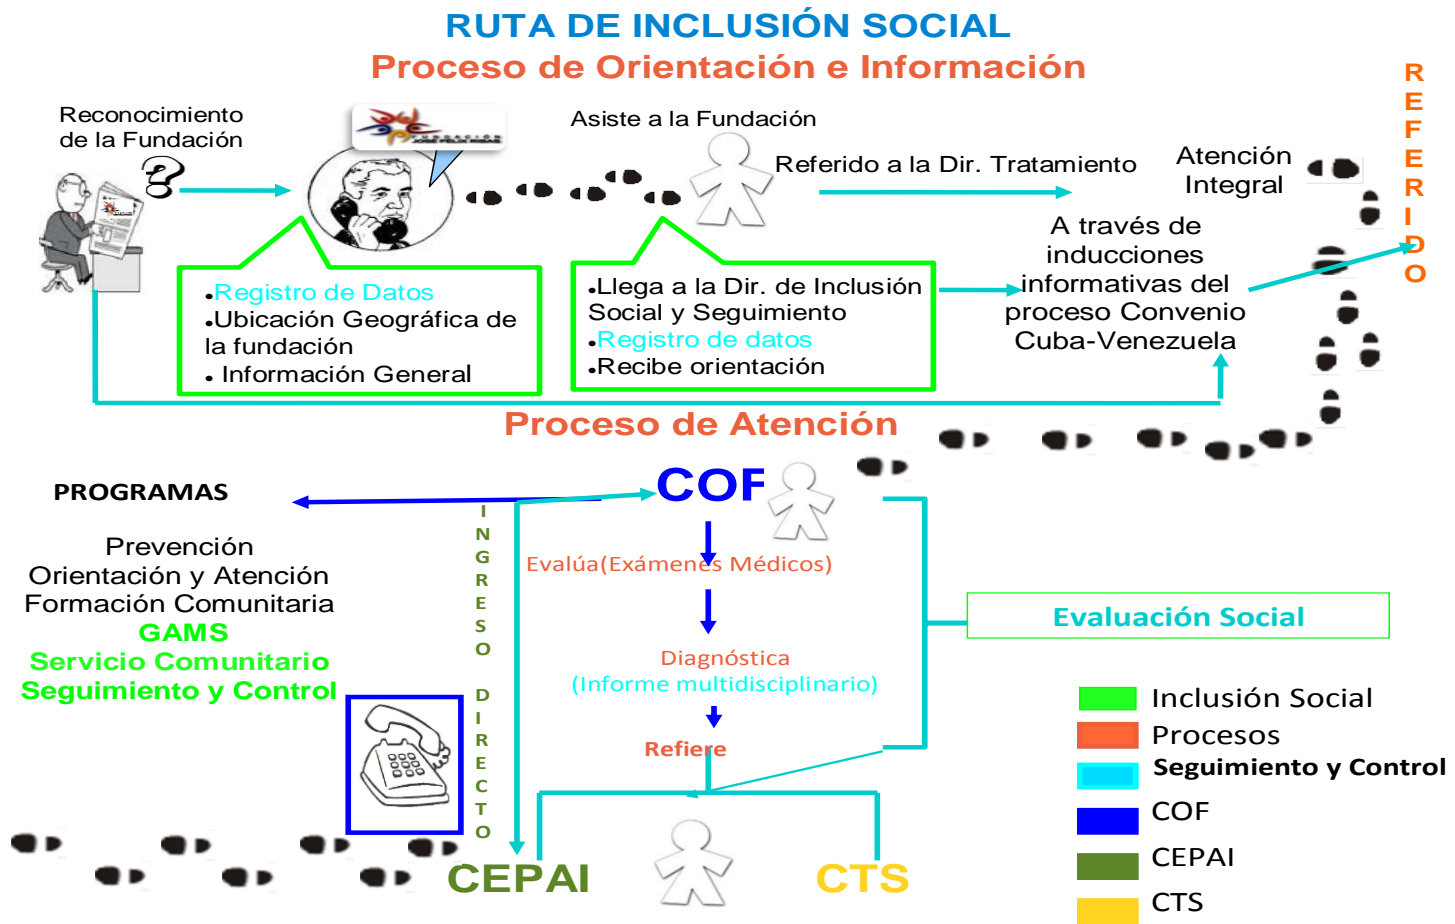 RUTA DE INCLUSIÓN SOCIAL
Proceso de Orientación e Información
Reconocimiento
de la Fundación
FUNDACIÓN
JOSÉ FELIX RIBAS
Asiste a la Fundación
Referido a la Dir. Tratamiento
Atención
Integral
REFERIDO
•Registro de Datos
•Ubicación Geográfica de
la fundación
• Información General
•Llega a la Dir. de Inclusión
Social y Seguimiento
•Registro de datos
•Recibe orientación
A través de
inducciones
informativas del
proceso Convenio
Cuba-Venezuela
Proceso de Atención
PROGRAMAS
Prevención
Orientación y Atención
Formación Comunitaria
GAMS
Servicio Comunitario
Seguimiento y Control
INGRESO DIRECTO
COF
Evalúa(Exámenes Médicos)
Diagnóstica
(Informe multidisciplinario)
Refiere
CEPAI
CTS
Evaluación Social
Inclusión Social
Procesos
Seguimiento y Control
COF
CEPAI
CTS